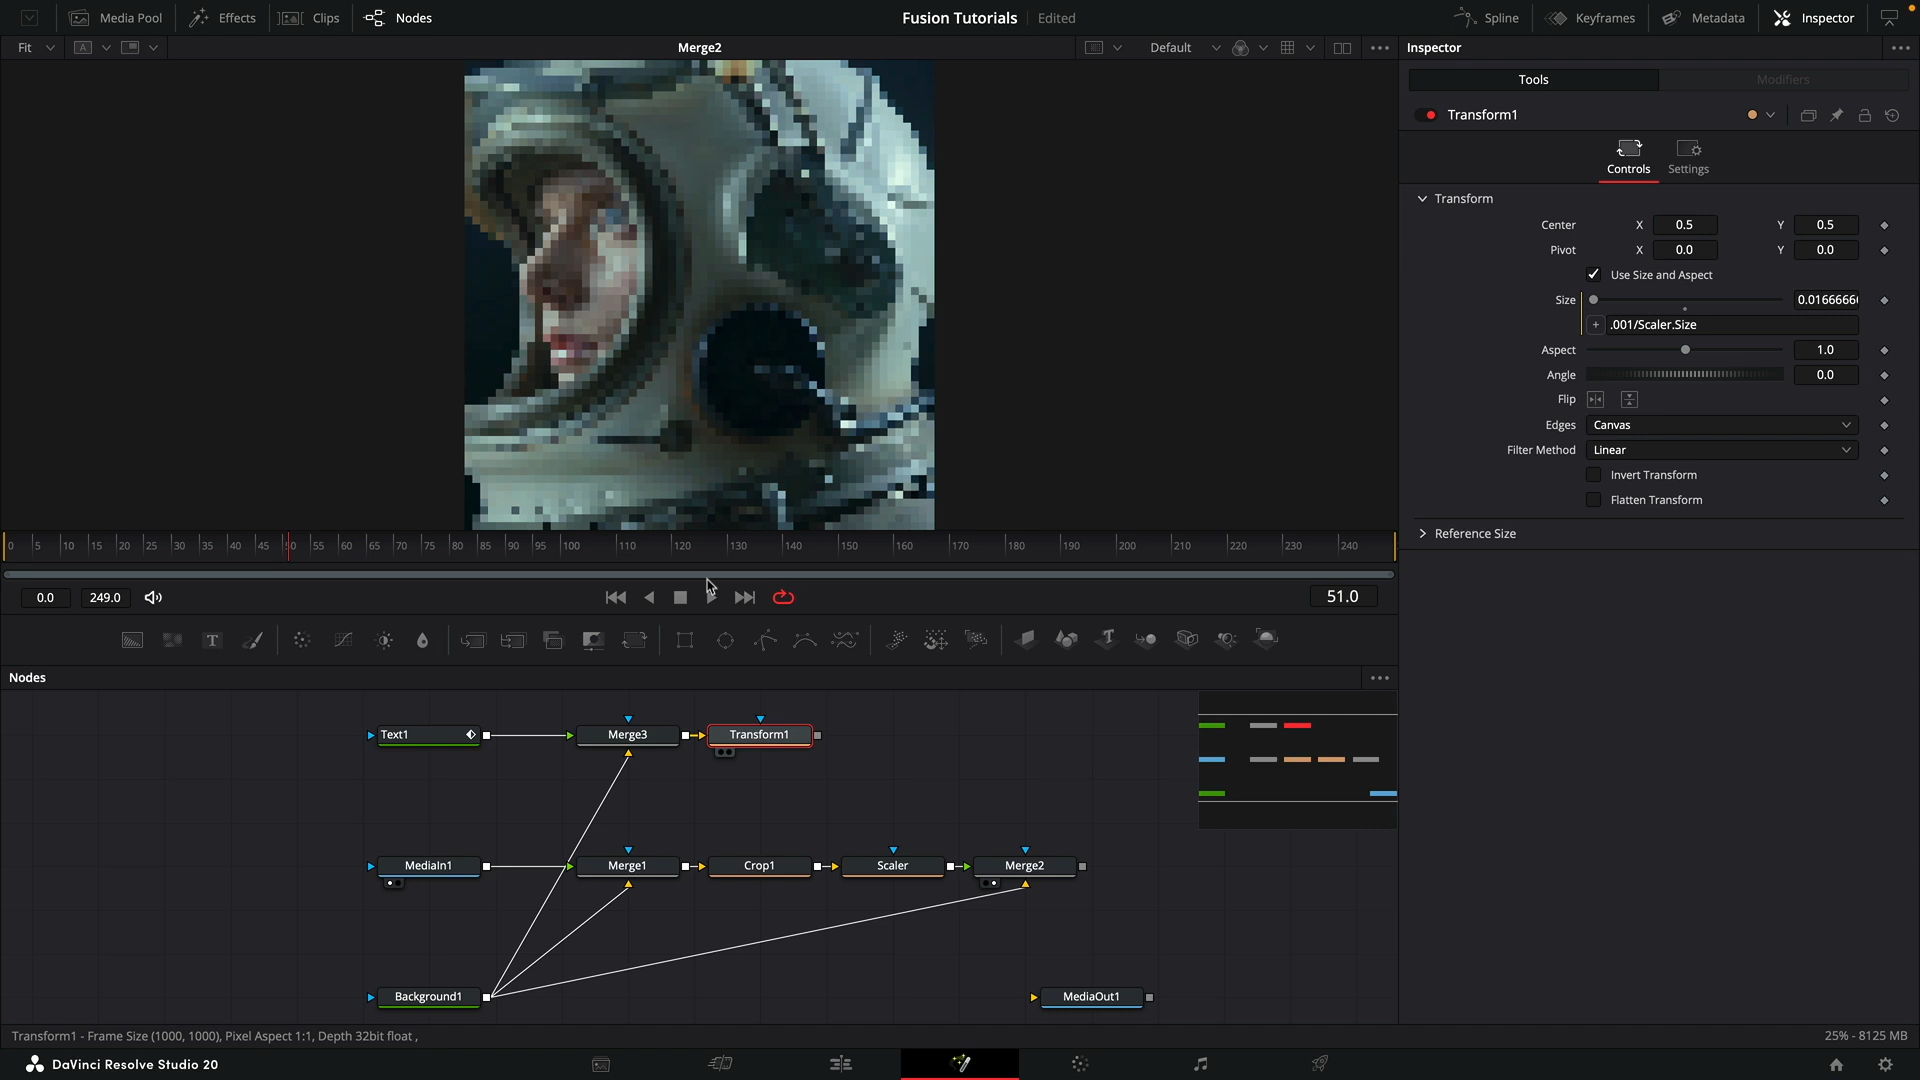 Media Pool
Effects
Clips
Nodes
Fusion Tutorials
Edited
Spline
Keyframes
Metadata
Inspector
Fit
A
Merge2
Default
Inspector
Tools
Modifiers
Transform1
Controls
Settings
Transform
Center X 0.5 Y 0.5
Pivot X 0.0 Y 0.0
Use Size and Aspect
Size 0.0166666
.001/Scaler.Size
Aspect 1.0
Angle 0.0
Flip
Edges Canvas
Filter Method Linear
Invert Transform
Flatten Transform
Reference Size
0 5 10 15 20 25 30 35 40 45 50 55 60 65 70 75 80 85 90 95 100 110 120 130 140 150 160 170 180 190 200 210 220 230 240
0.0 249.0 51.0
Nodes
Text1
Merge3
Transform1
MediaIn1
Merge1
Crop1
Scaler
Merge2
Background1
MediaOut1
Transform1 - Frame Size (1000, 1000), Pixel Aspect 1:1, Depth 32bit float ,
25% - 8125 MB
DaVinci Resolve Studio 20